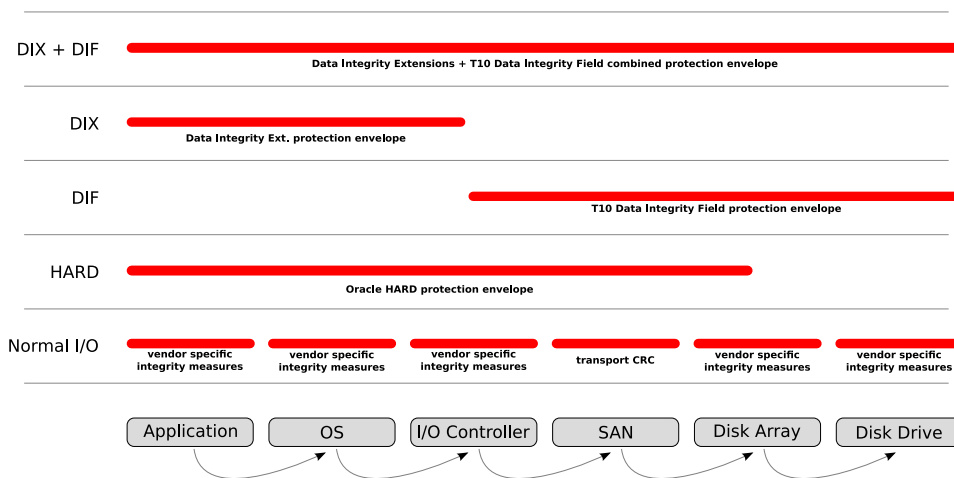 DIX + DIF
Data Integrity Extensions + T10 Data Integrity Field combined protection envelope
DIX
Data Integrity Ext. protection envelope
DIF
T10 Data Integrity Field protection envelope
HARD
Oracle HARD protection envelope
Normal I/O
vendor specific
integrity measures
vendor specific
integrity measures
vendor specific
integrity measures
transport CRC
vendor specific
integrity measures
vendor specific
integrity measures
Application
OS
I/O Controller
SAN
Disk Array
Disk Drive